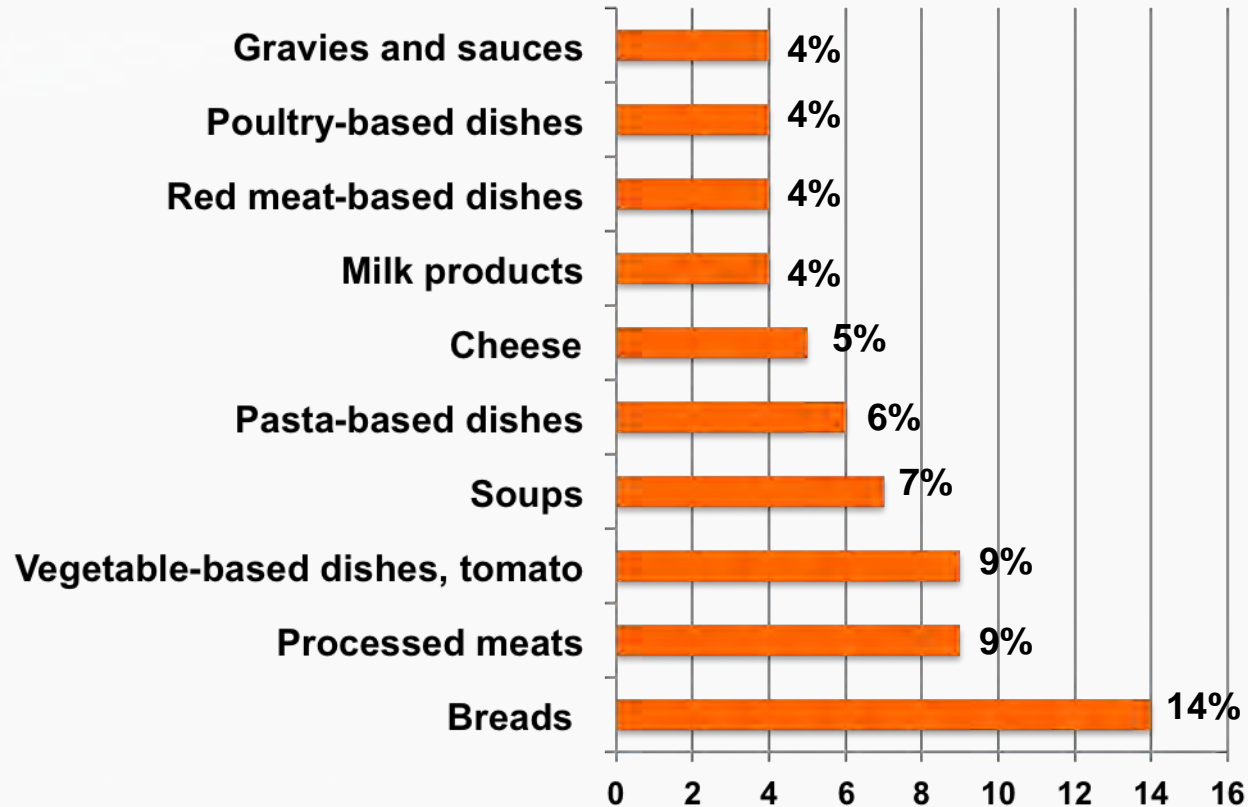 Gravies and sauces 4%
Poultry-based dishes 4%
Red meat-based dishes 4%
Milk products 4%
Cheese 5%
Pasta-based dishes 6%
Soups 7%
Vegetable-based dishes, tomato 9%
Processed meats 9%
Breads 14%
0 2 4 6 8 10 12 14 16